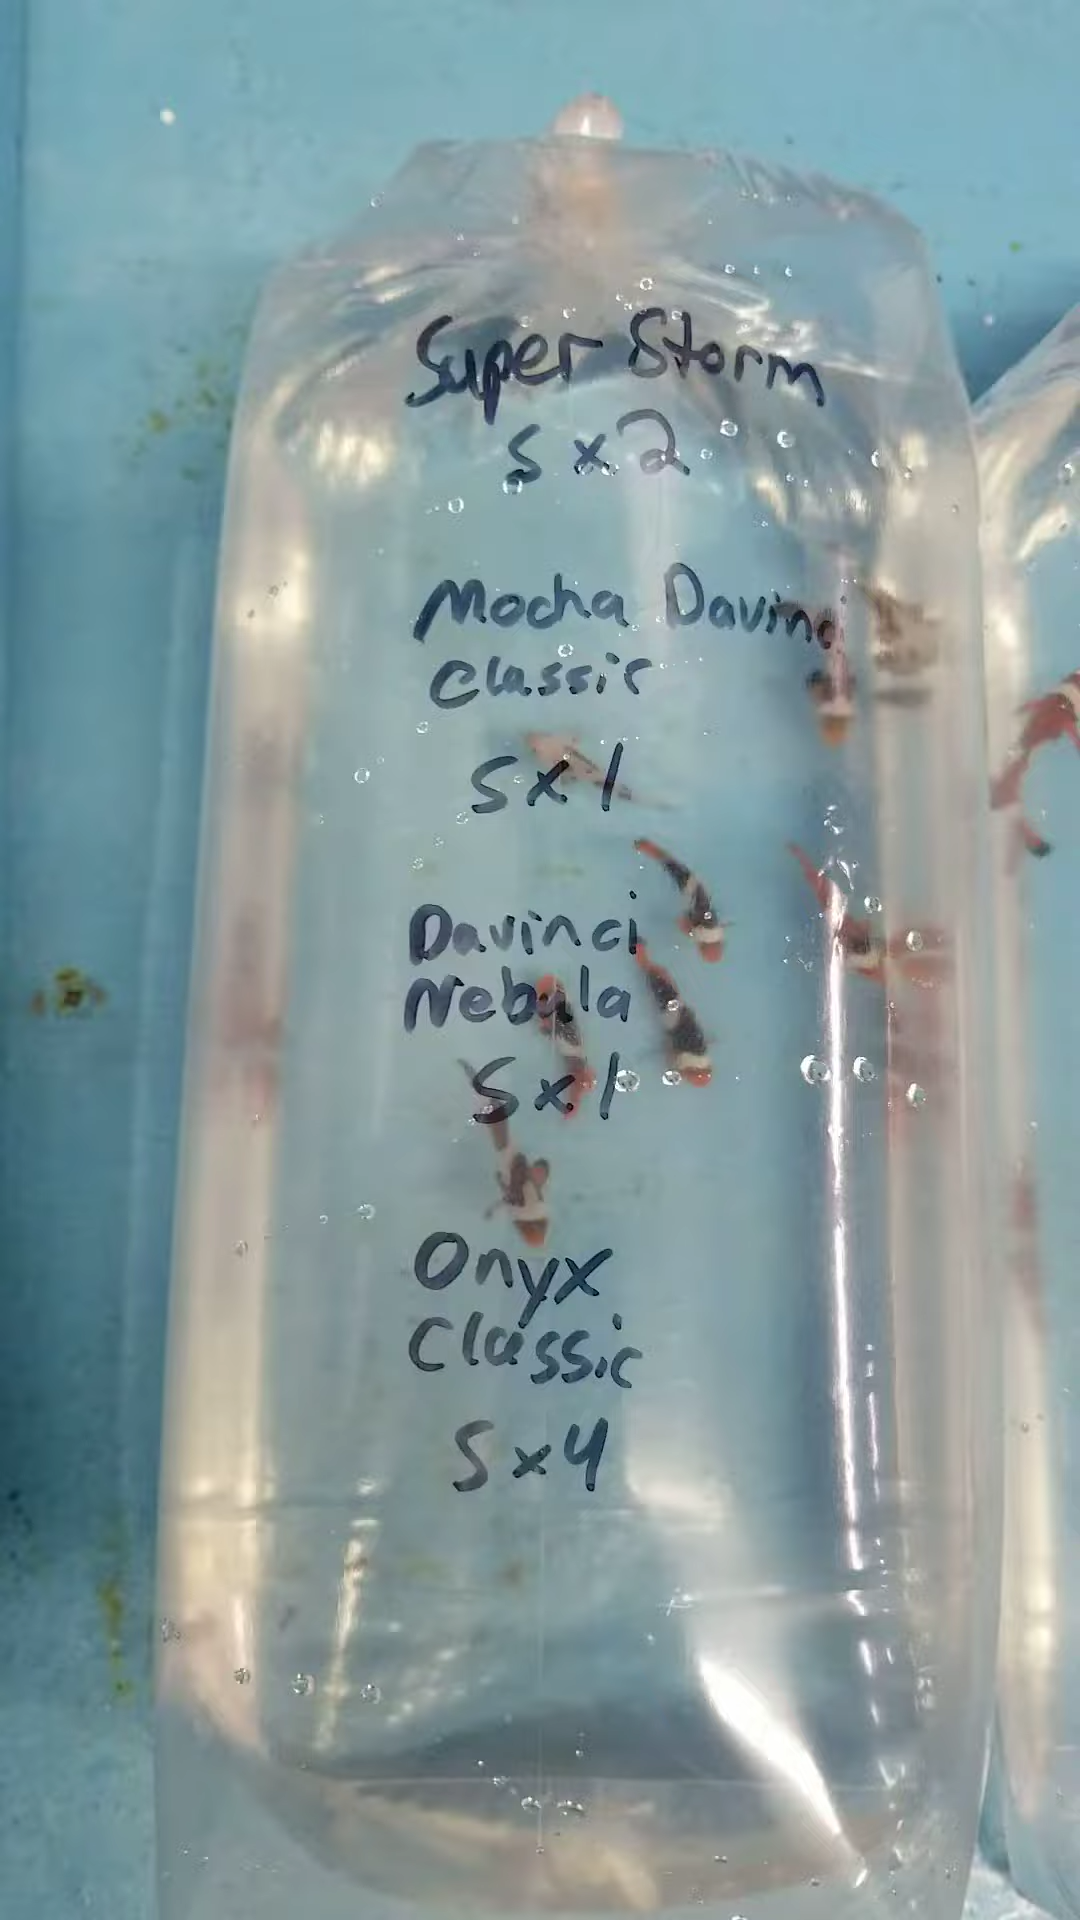 Super Storm
S x 2
Mocha Davinci
Classic
S x 1
Davinci
Nebula
S x 1
Onyx
Classic
S x 4